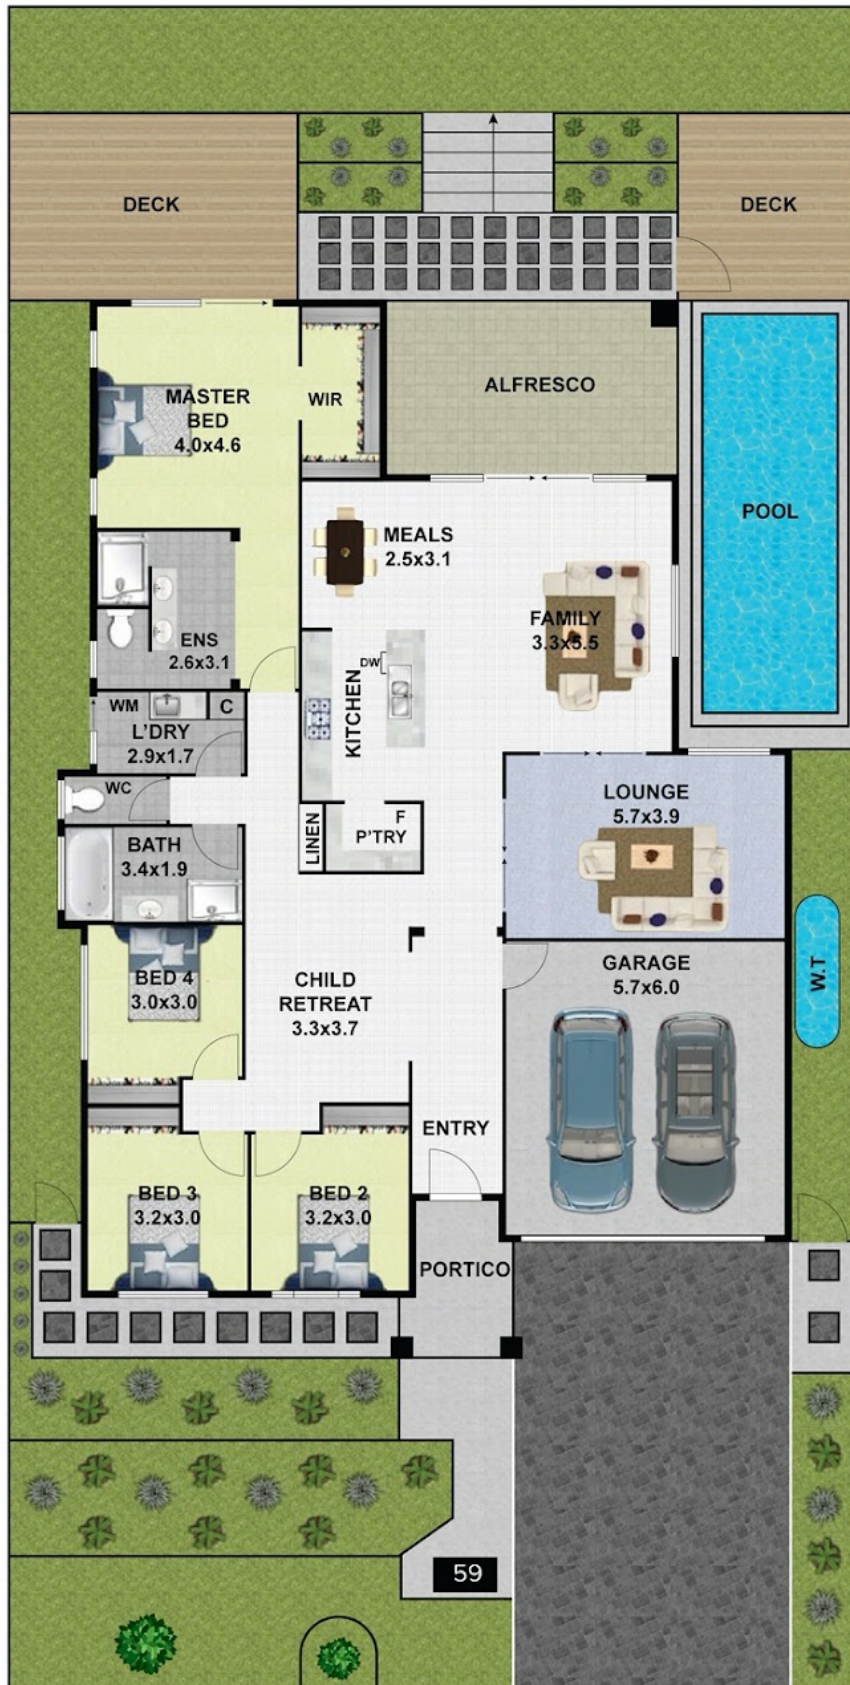 DECK
DECK
MASTER
BED
4.0x4.6
WIR
ALFRESCO
POOL
MEALS
2.5x3.1
FAMILY
3.3x5.5
ENS
2.6x3.1
DW
KITCHEN
WM
C
L'DRY
2.9x1.7
WC
LINEN
F
P'TRY
LOUNGE
5.7x3.9
BATH
3.4x1.9
BED 4
3.0x3.0
CHILD
RETREAT
3.3x3.7
GARAGE
5.7x6.0
W.T
ENTRY
BED 3
3.2x3.0
BED 2
3.2x3.0
PORTICO
59